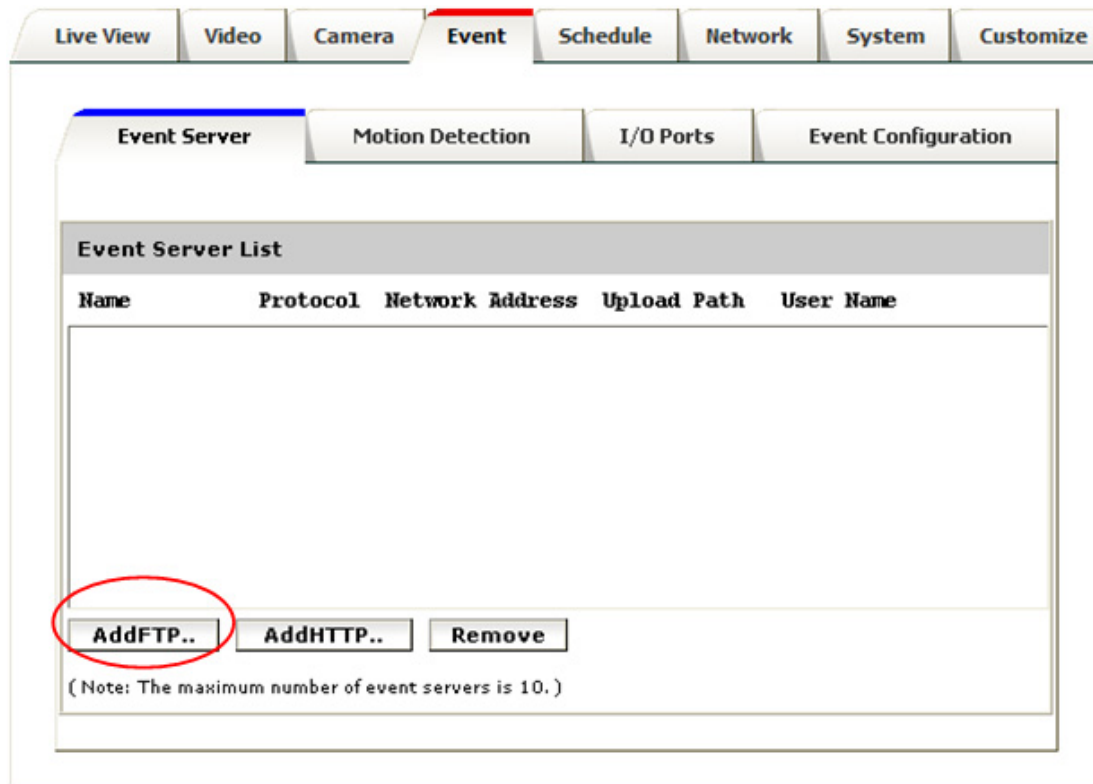 Live View Video Camera Event Schedule Network System Customize
Event Server Motion Detection I/O Ports Event Configuration
Event Server List
Name Protocol Network Address Upload Path User Name
AddFTP.. AddHTTP.. Remove
(Note: The maximum number of event servers is 10.)